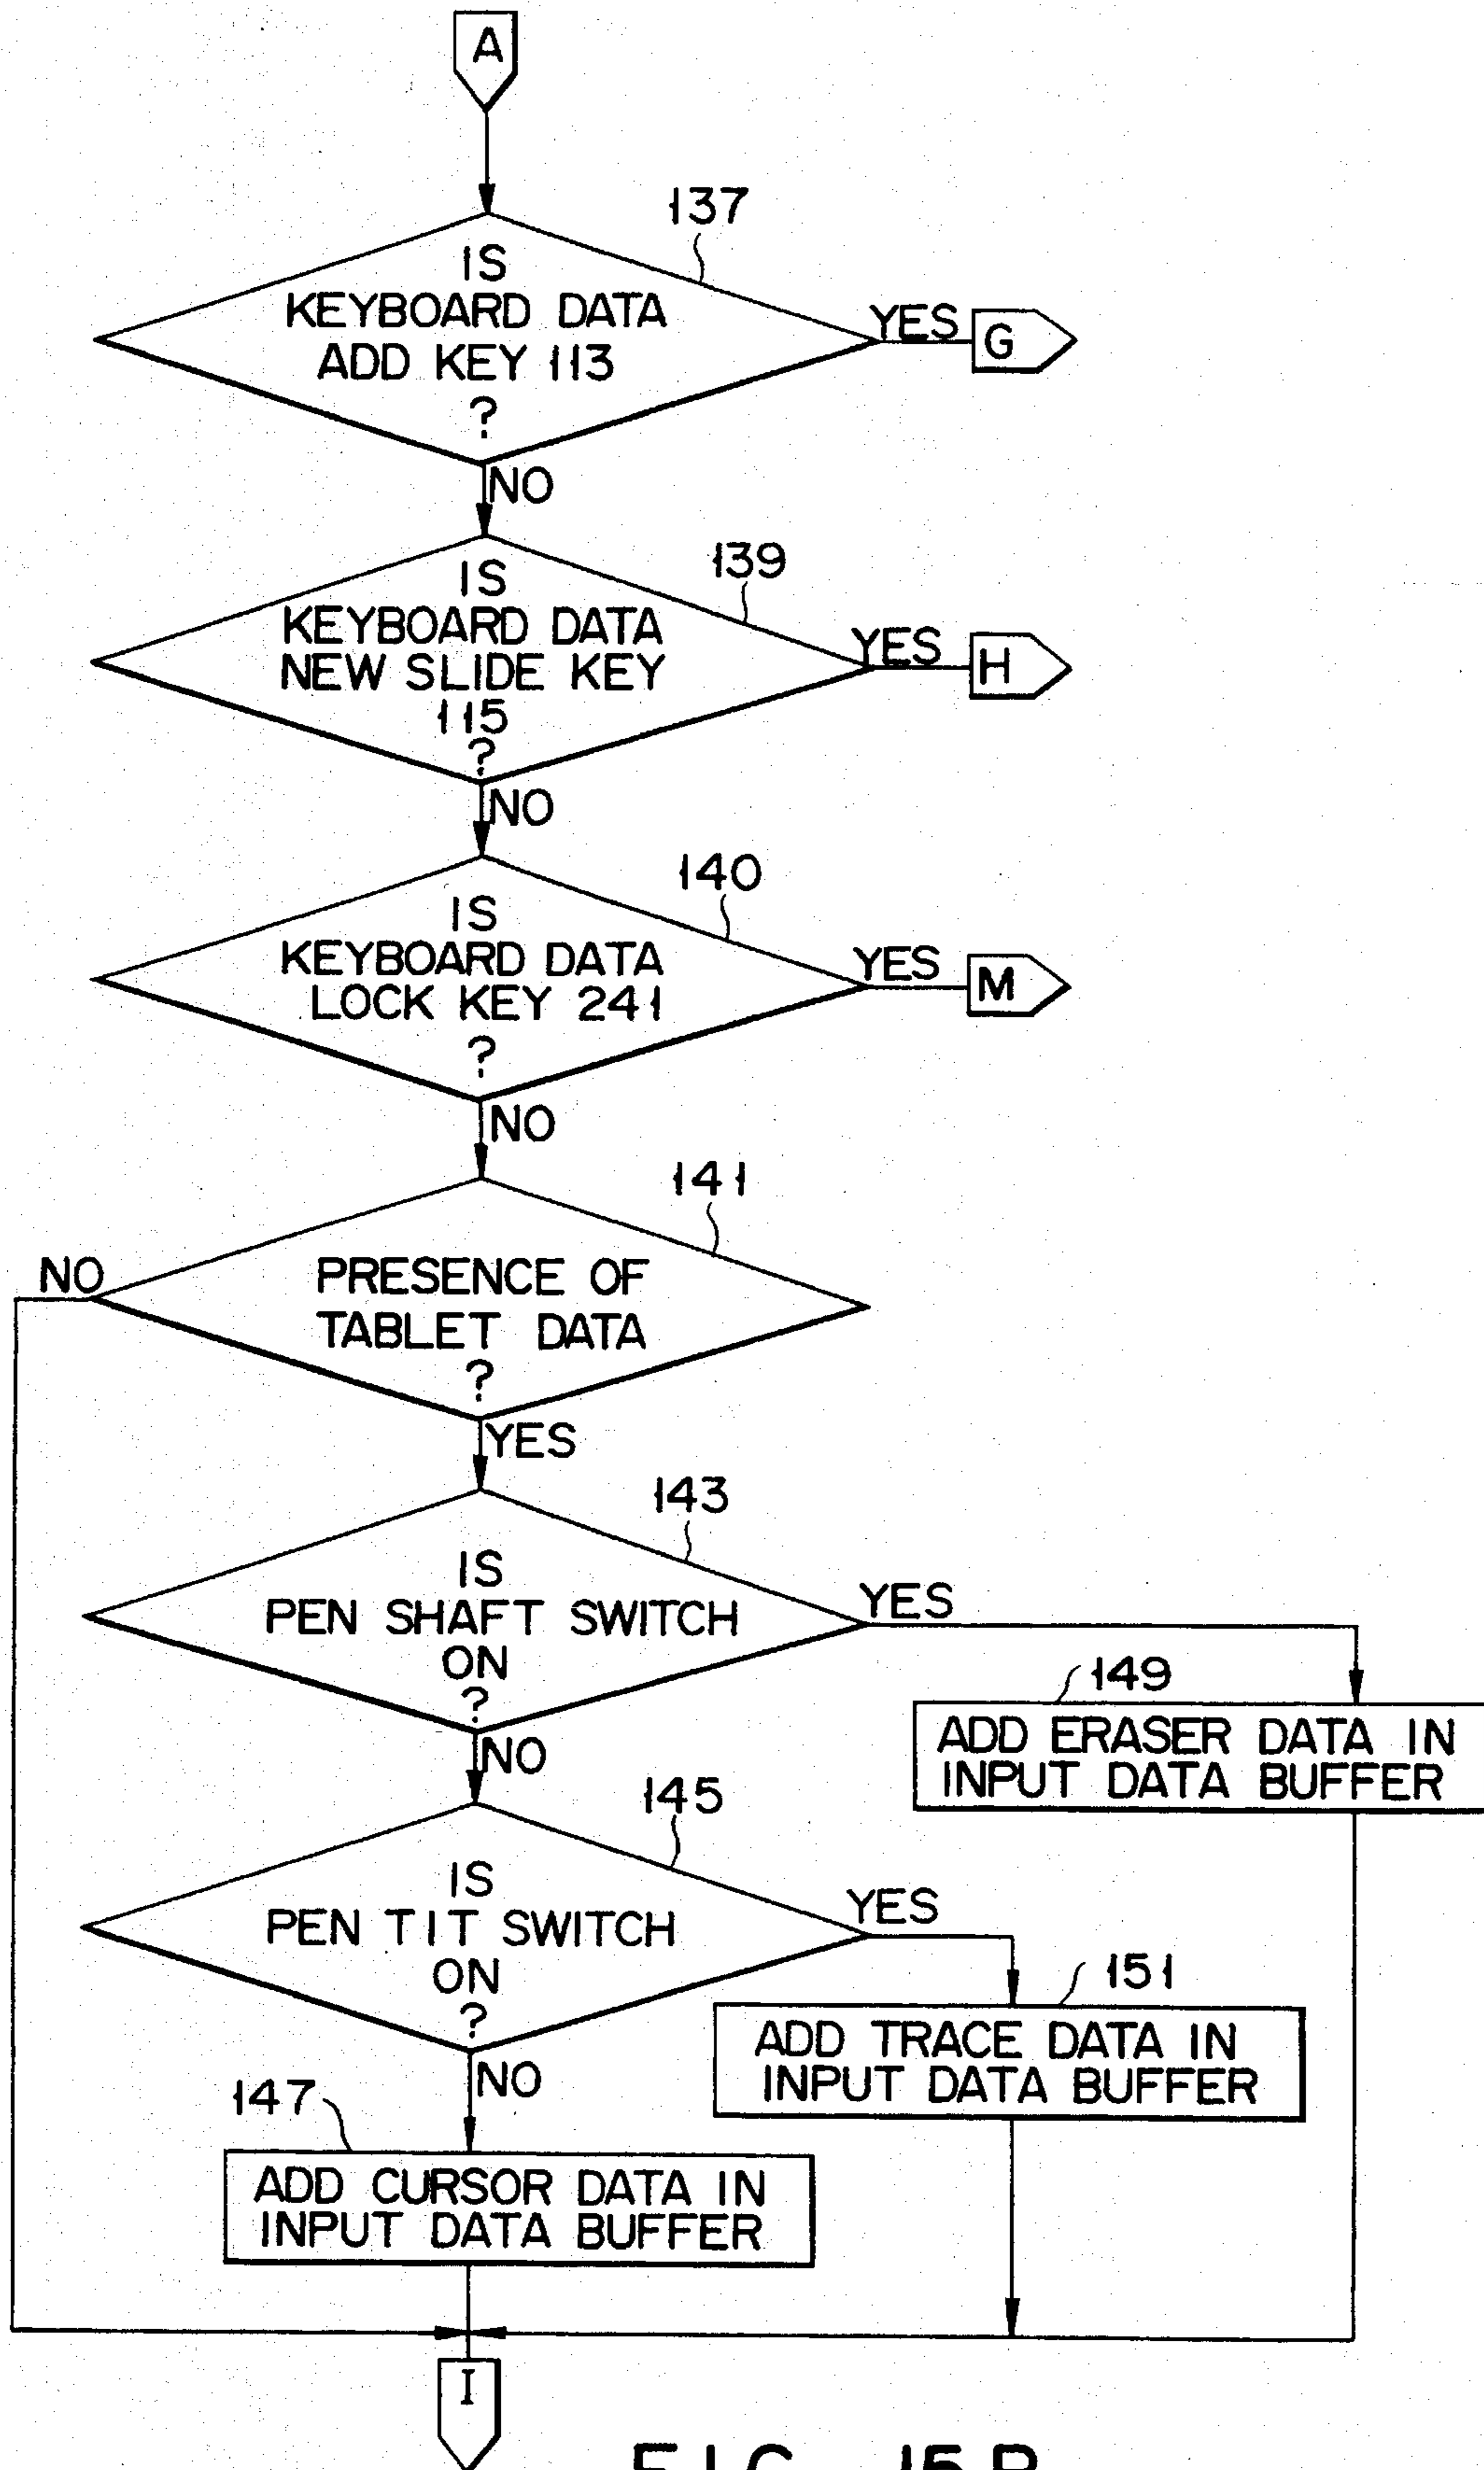 A
137
IS
KEYBOARD DATA
ADD KEY 113
?
YES
G
NO
139
IS
KEYBOARD DATA
NEW SLIDE KEY
115
?
YES
H
NO
140
IS
KEYBOARD DATA
LOCK KEY 241
?
YES
M
NO
141
NO
PRESENCE OF
TABLET DATA
?
YES
143
IS
PEN SHAFT SWITCH
ON
?
YES
149
ADD ERASER DATA IN
INPUT DATA BUFFER
NO
145
IS
PEN TIT SWITCH
ON
?
YES
151
ADD TRACE DATA IN
INPUT DATA BUFFER
NO
147
ADD CURSOR DATA IN
INPUT DATA BUFFER
I